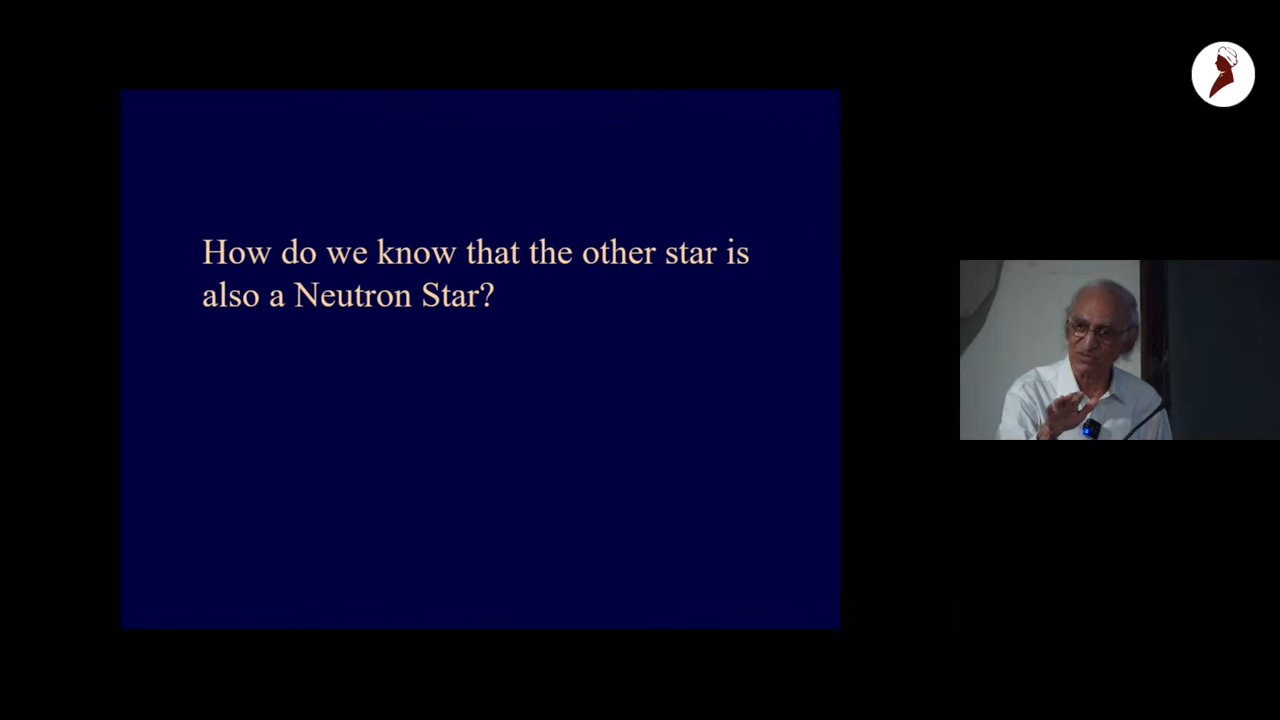 How do we know that the other star is
also a Neutron Star?